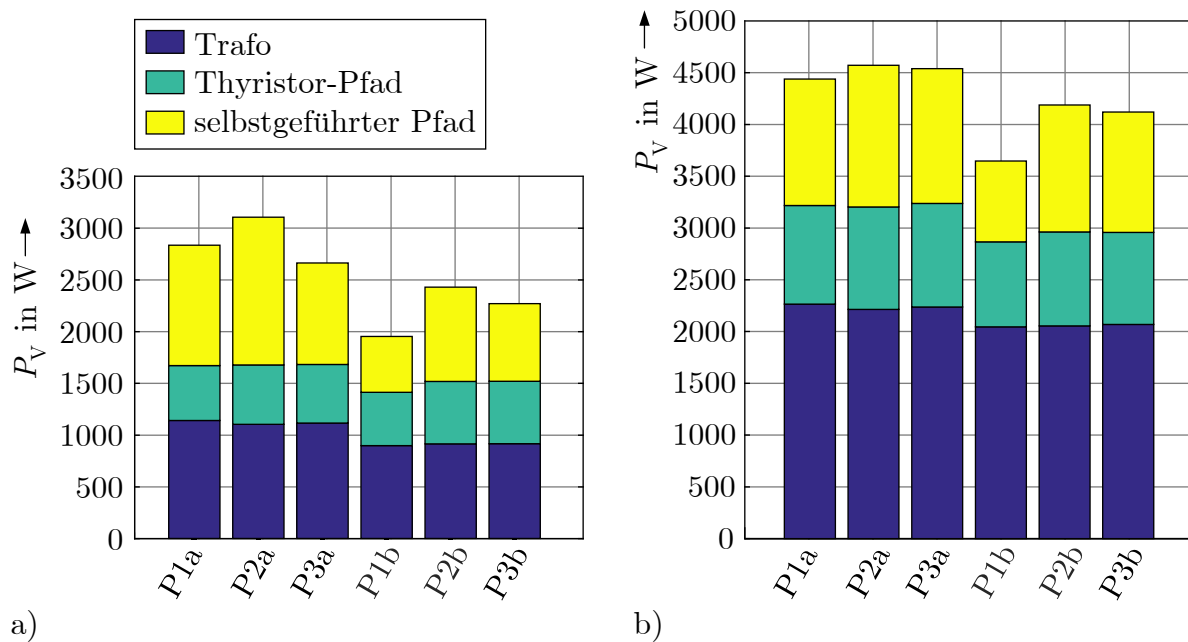 Trafo
Thyristor-Pfad
selbstgeführter Pfad
P_V in W
3500
3000
2500
2000
1500
1000
500
0
P1a
P2a
P3a
P1b
P2b
P3b
a)
P_V in W
5000
4500
4000
3500
3000
2500
2000
1500
1000
500
0
P1a
P2a
P3a
P1b
P2b
P3b
b)